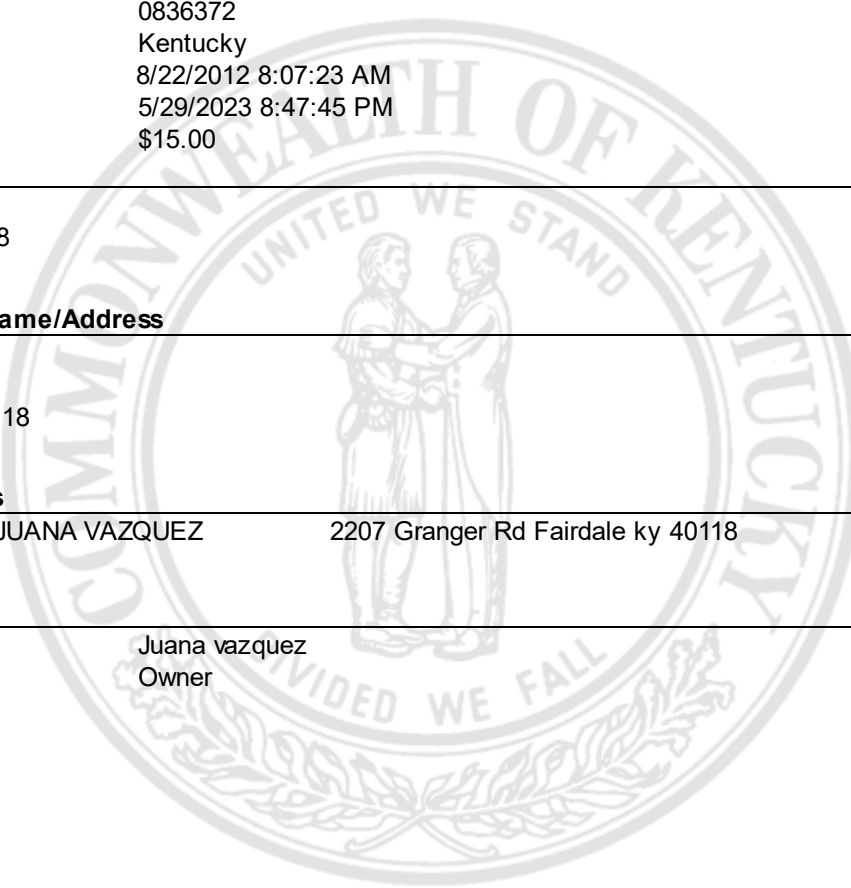 0836372
Kentucky
8/22/2012 8:07:23 AM
5/29/2023 8:47:45 PM
$15.00
8
ame/Address
18
s
JUANA VAZQUEZ 2207 Granger Rd Fairdale ky 40118
Juana vazquez
Owner
COMMONWEALTH OF KENTUCKY
UNITED WE STAND
DIVIDED WE FALL